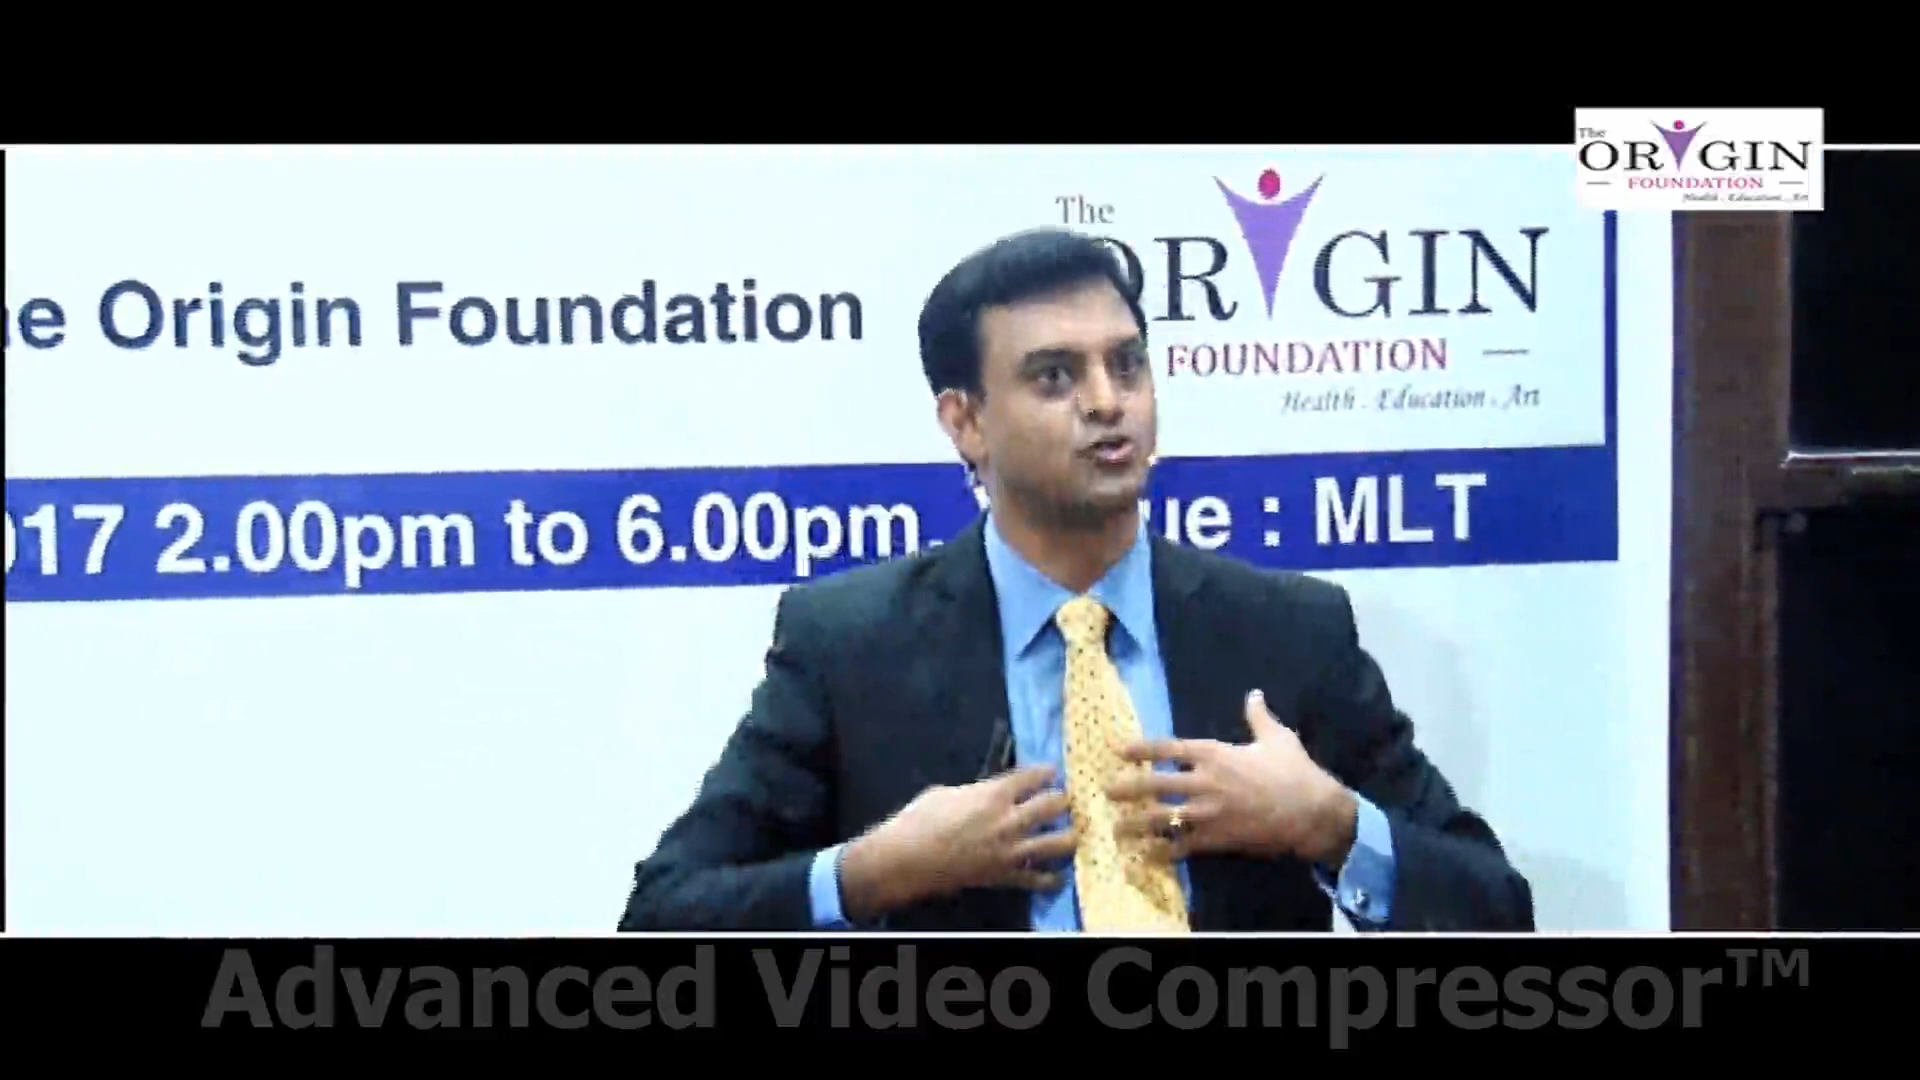 The
ORIGIN
FOUNDATION
Health . Education . Art
The
ORIGIN
FOUNDATION
Health . Education . Art
e Origin Foundation
017 2.00pm to 6.00pm, ue : MLT
Advanced Video Compressor™